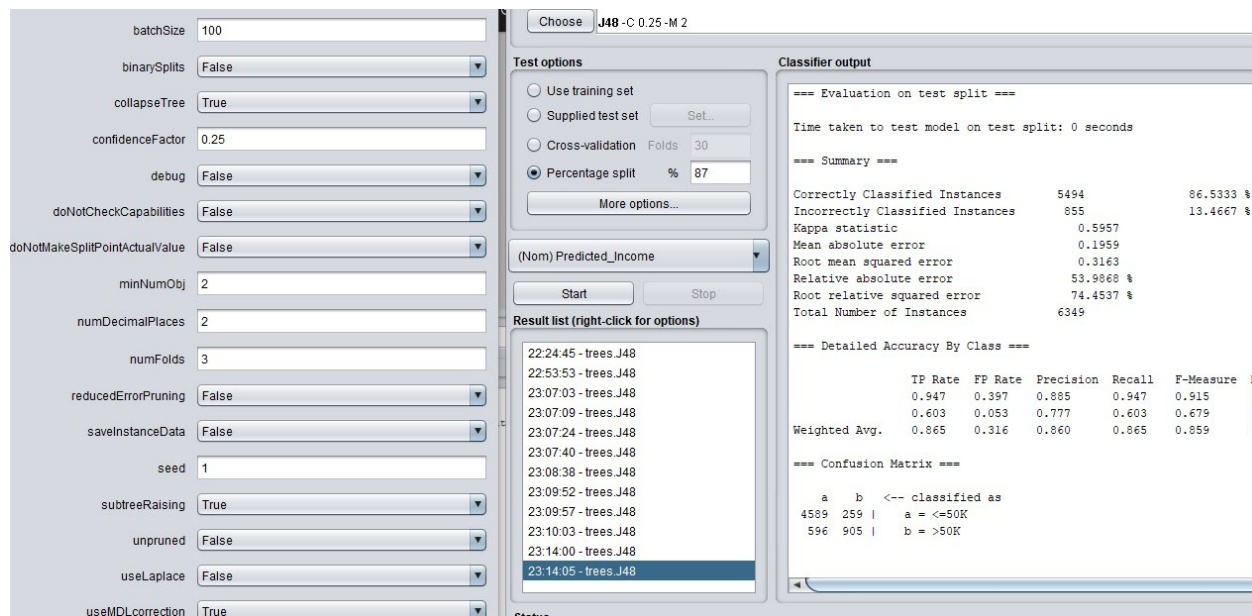 batchSize 100
binarySplits False
collapseTree True
confidenceFactor 0.25
debug False
doNotCheckCapabilities False
doNotMakeSplitPointActualValue False
minNumObj 2
numDecimalPlaces 2
numFolds 3
reducedErrorPruning False
saveInstanceData False
seed 1
subtreeRaising True
unpruned False
useLaplace False
useMDLcorrection True
Choose J48 -C 0.25 -M 2
Test options
Use training set
Supplied test set Set...
Cross-validation Folds 30
Percentage split % 87
More options...
(Nom) Predicted_Income
Start Stop
Result list (right-click for options)
22:24:45 - trees.J48
22:53:53 - trees.J48
23:07:03 - trees.J48
23:07:09 - trees.J48
23:07:24 - trees.J48
23:07:40 - trees.J48
23:08:38 - trees.J48
23:09:52 - trees.J48
23:09:57 - trees.J48
23:10:03 - trees.J48
23:14:00 - trees.J48
23:14:05 - trees.J48
Status
Classifier output
=== Evaluation on test split ===
Time taken to test model on test split: 0 seconds
=== Summary ===
Correctly Classified Instances 5494 86.5333 %
Incorrectly Classified Instances 855 13.4667 %
Kappa statistic 0.5957
Mean absolute error 0.1959
Root mean squared error 0.3163
Relative absolute error 53.9868 %
Root relative squared error 74.4537 %
Total Number of Instances 6349
=== Detailed Accuracy By Class ===
TP Rate FP Rate Precision Recall F-Measure
0.947 0.397 0.885 0.947 0.915
0.603 0.053 0.777 0.603 0.679
Weighted Avg. 0.865 0.316 0.860 0.865 0.859
=== Confusion Matrix ===
a b <-- classified as
4589 259 | a = <=50K
596 905 | b = >50K